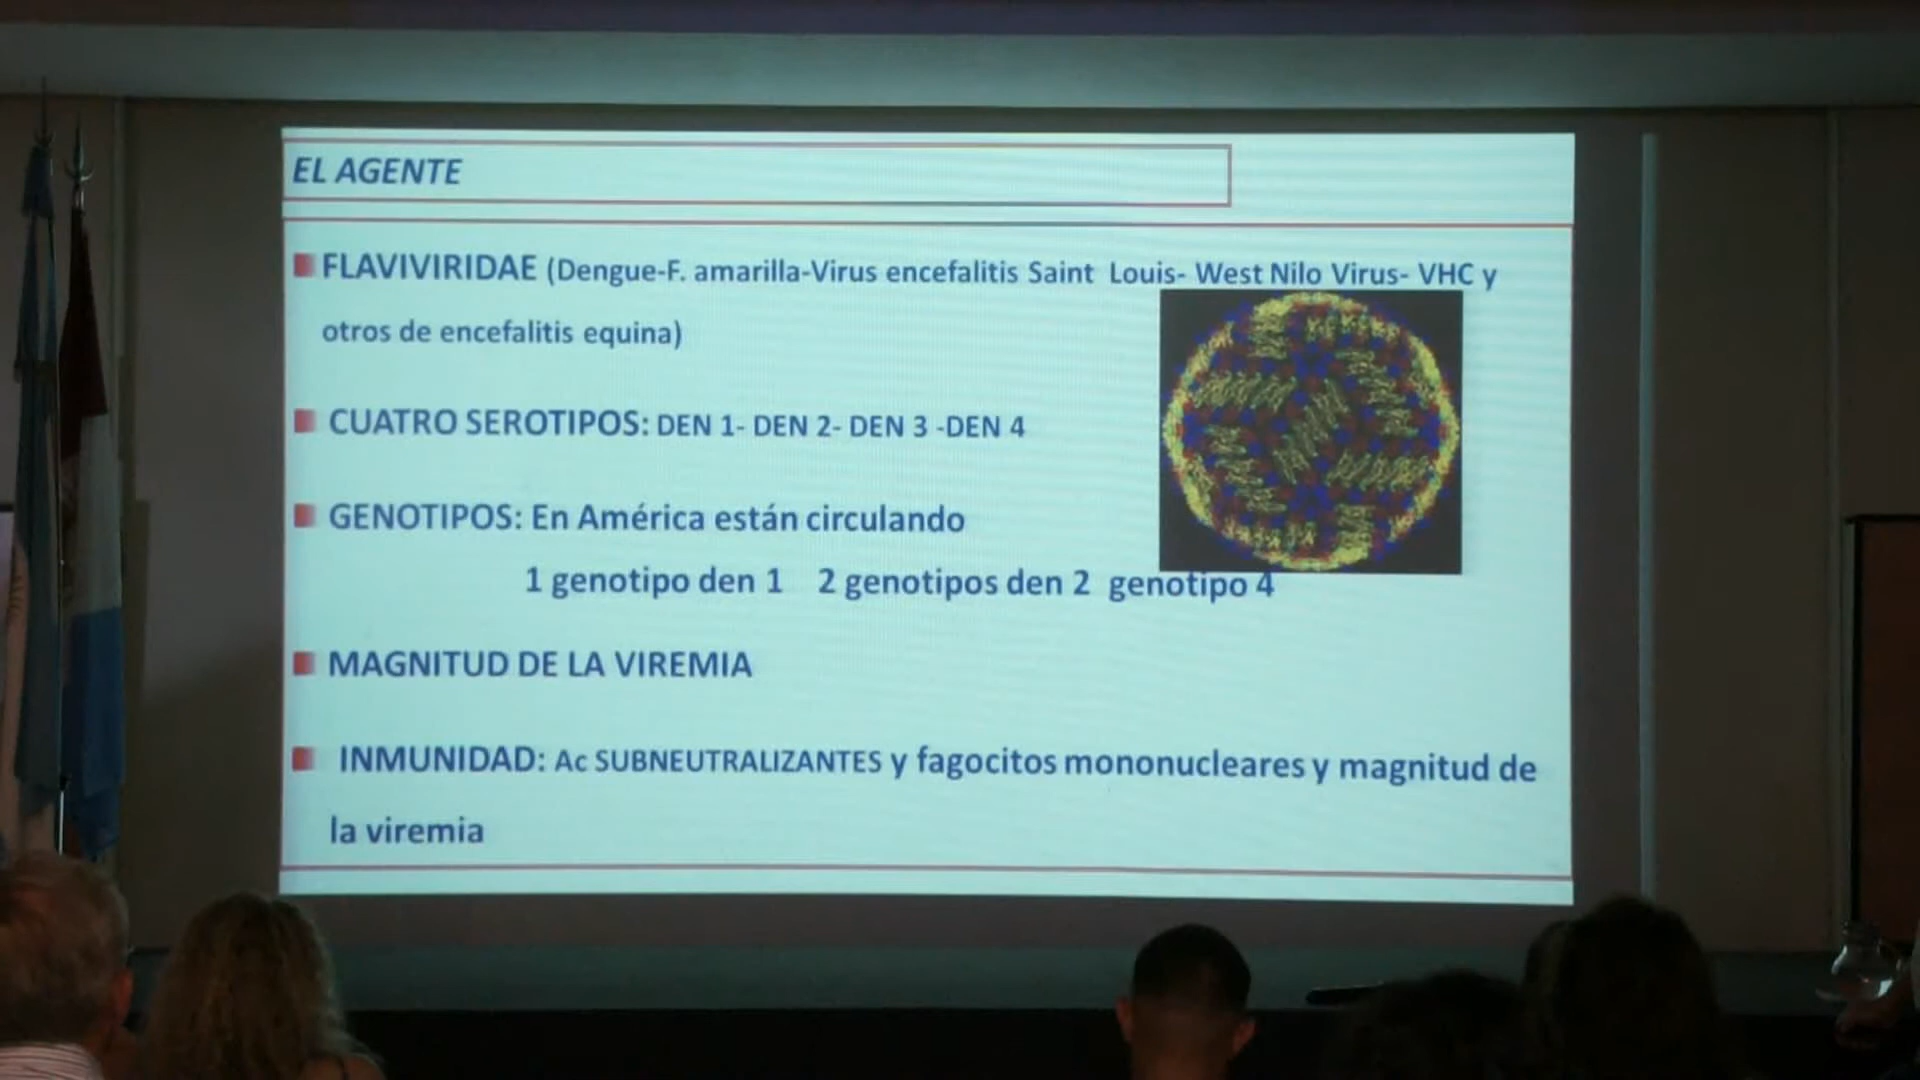 EL AGENTE
FLAVIVIRIDAE (Dengue-F. amarilla-Virus encefalitis Saint Louis- West Nilo Virus- VHC y
otros de encefalitis equina)
CUATRO SEROTIPOS: DEN 1- DEN 2- DEN 3 -DEN 4
GENOTIPOS: En América están circulando
1 genotipo den 1 2 genotipos den 2 genotipo 4
MAGNITUD DE LA VIREMIA
INMUNIDAD: Ac SUBNEUTRALIZANTES y fagocitos mononucleares y magnitud de
la viremia